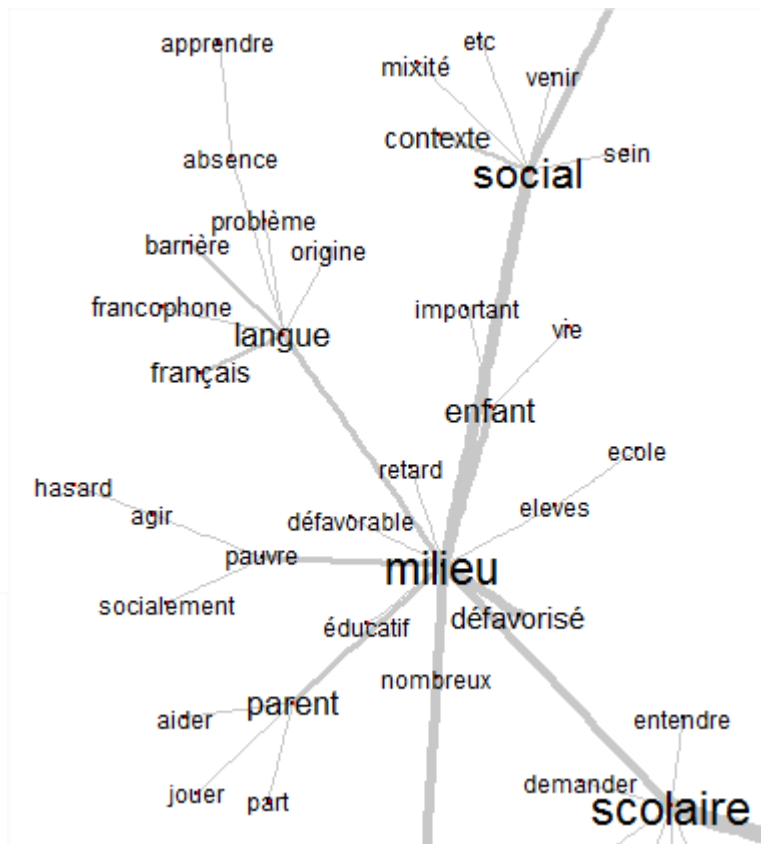 apprendre
etc
mixité
venir
contexte
sein
absence
social
problème
barrière
origine
francophone
important
langue
vie
français
enfant
ecole
retard
hasard
eleves
agir
défavorable
pauvre
milieu
socialement
défavorisé
éducatif
nombreux
parent
aider
entendre
demander
jouer
part
scolaire